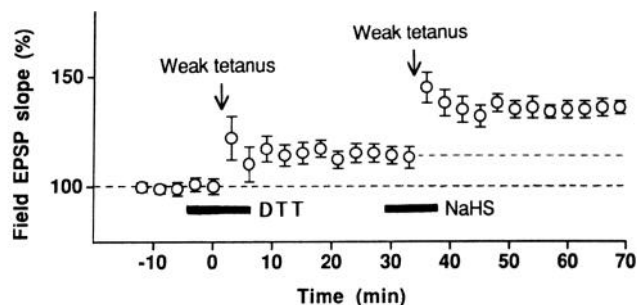 Weak tetanus
Weak tetanus
Field EPSP slope (%)
150
100
DTT
NaHS
-10 0 10 20 30 40 50 60 70
Time (min)